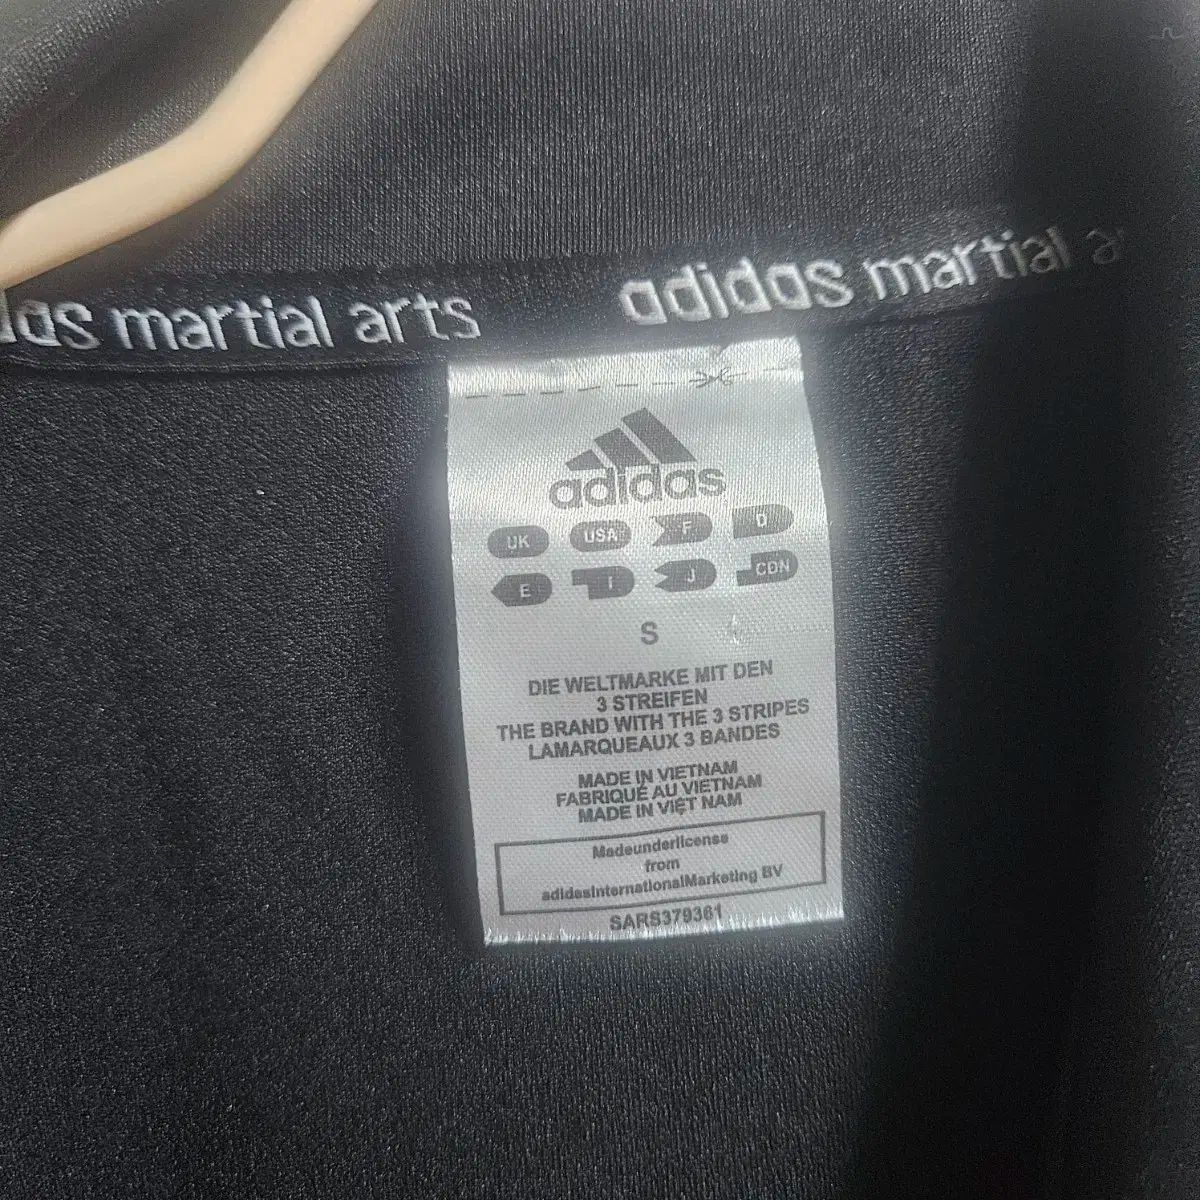 das martial arts
adidas martial a
adidas
UK USA F D
E I J CDN
S
DIE WELTMARKE MIT DEN
3 STREIFEN
THE BRAND WITH THE 3 STRIPES
LAMARQUEAUX 3 BANDES
MADE IN VIETNAM
FABRIQUÉ AU VIETNAM
MADE IN VIỆT NAM
Madeunderlicense
from
adidasInternationalMarketing BV
SARS379361